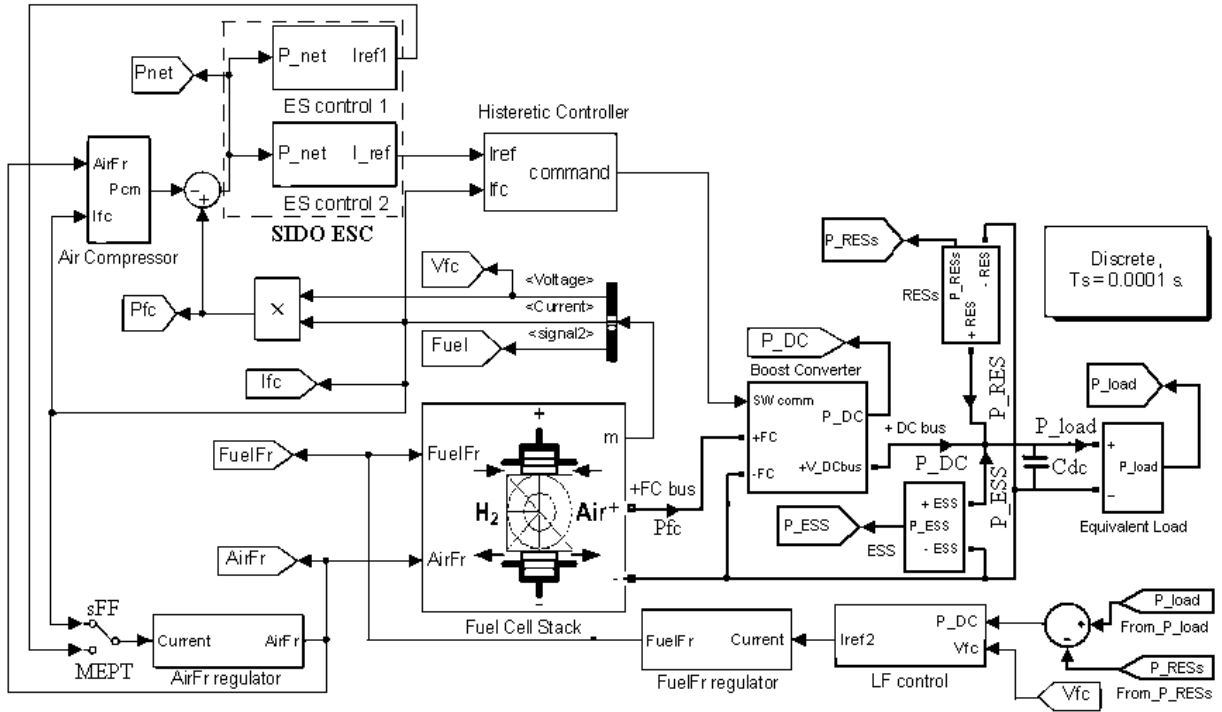 P_net
Iref1
Pnet
ES control 1
Histeretic Controller
AirFr
Pcm
Ifc
-
+
P_net
I_ref
Iref
Ifc
command
ES control 2
SIDO ESC
Air Compressor
Vfc
<Voltage>
<Current>
<signal2>
Pfc
×
Fuel
Ifc
P_RESs
P_RESs
- RES
+ RES
RESs
Discrete,
Ts = 0.0001 s.
P_DC
Boost Converter
P_RES
P_load
SW comm
P_DC
+FC
-FC
+V_DCbus
+ DC bus
P_DC
P_load
Cdc
+
P_load
-
Equivalent Load
FuelFr
FuelFr
+
m
H2
Air
+
+FC bus
Pfc
P_ESS
+ ESS
P_ESS
- ESS
ESS
P_ESS
AirFr
AirFr
-
-
Fuel Cell Stack
sFF
MEPT
Current
AirFr
AirFr regulator
FuelFr
Current
FuelFr regulator
Iref2
P_DC
Vfc
LF control
+
-
P_load
From_P_load
P_RESs
From_P_RESs
Vfc